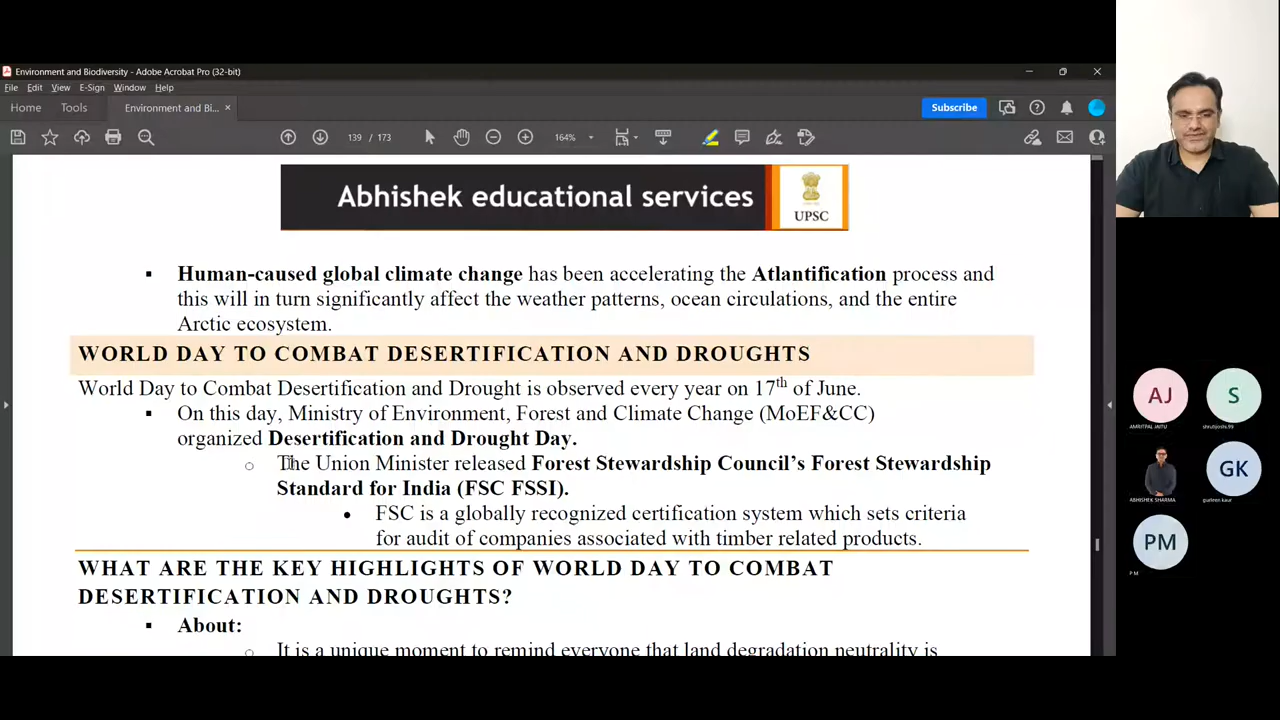 Environment and Biodiversity - Adobe Acrobat Pro (32-bit)
File Edit View E-Sign Window Help
Home Tools Environment and Bi... × Subscribe
139 / 173 164%
Abhishek educational services
UPSC
▪ Human-caused global climate change has been accelerating the Atlantification process and
this will in turn significantly affect the weather patterns, ocean circulations, and the entire
Arctic ecosystem.
WORLD DAY TO COMBAT DESERTIFICATION AND DROUGHTS
World Day to Combat Desertification and Drought is observed every year on 17th of June.
▪ On this day, Ministry of Environment, Forest and Climate Change (MoEF&CC)
organized Desertification and Drought Day.
○ The Union Minister released Forest Stewardship Council's Forest Stewardship
Standard for India (FSC FSSI).
• FSC is a globally recognized certification system which sets criteria
for audit of companies associated with timber related products.
WHAT ARE THE KEY HIGHLIGHTS OF WORLD DAY TO COMBAT
DESERTIFICATION AND DROUGHTS?
▪ About:
○ It is a unique moment to remind everyone that land degradation neutrality is
AJ
AMRITPAL JAITU
S
shrutijoshi.99
ABHISHEK SHARMA
GK
gurleen kaur
PM
P M